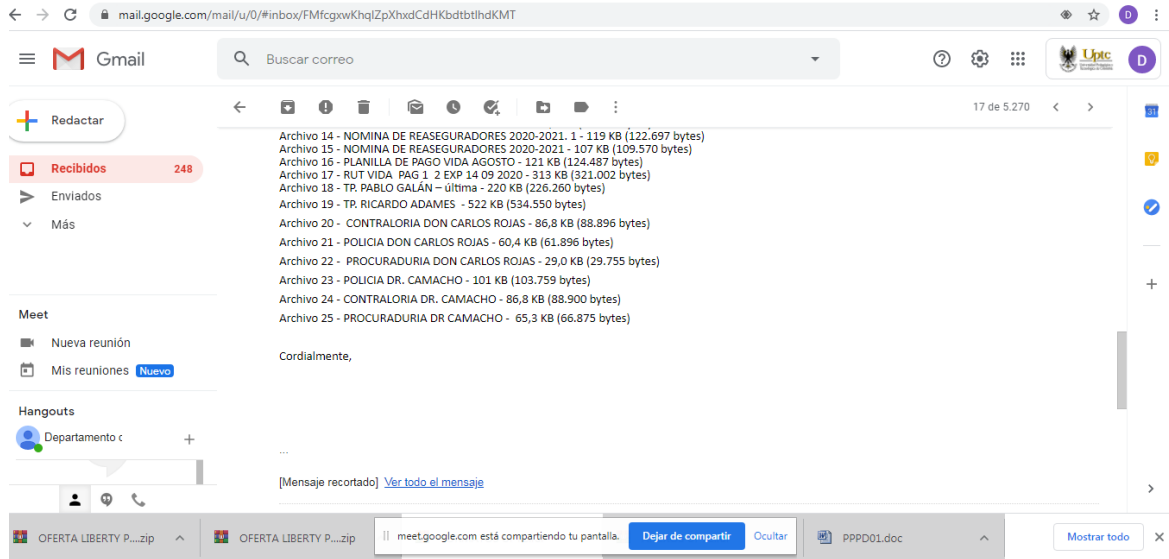 mail.google.com/mail/u/0/#inbox/FMfcgxwKhqlZpXhxdCdHKbdtbtlhdKMT
D
Gmail
Buscar correo
Uptc
D
Redactar
17 de 5.270
31
Recibidos 248
Enviados
Más
Archivo 14 - NOMINA DE REASEGURADORES 2020-2021. 1 - 119 KB (122.697 bytes)
Archivo 15 - NOMINA DE REASEGURADORES 2020-2021 - 107 KB (109.570 bytes)
Archivo 16 - PLANILLA DE PAGO VIDA AGOSTO - 121 KB (124.487 bytes)
Archivo 17 - RUT VIDA PAG 1 2 EXP 14 09 2020 - 313 KB (321.002 bytes)
Archivo 18 - TP. PABLO GALÁN – última - 220 KB (226.260 bytes)
Archivo 19 - TP. RICARDO ADAMES - 522 KB (534.550 bytes)
Archivo 20 - CONTRALORIA DON CARLOS ROJAS - 86,8 KB (88.896 bytes)
Archivo 21 - POLICIA DON CARLOS ROJAS - 60,4 KB (61.896 bytes)
Archivo 22 - PROCURADURIA DON CARLOS ROJAS - 29,0 KB (29.755 bytes)
Archivo 23 - POLICIA DR. CAMACHO - 101 KB (103.759 bytes)
Archivo 24 - CONTRALORIA DR. CAMACHO - 86,8 KB (88.900 bytes)
Archivo 25 - PROCURADURIA DR CAMACHO - 65,3 KB (66.875 bytes)
Cordialmente,
Meet
Nueva reunión
Mis reuniones Nuevo
Hangouts
Departamento c
...
[Mensaje recortado] Ver todo el mensaje
OFERTA LIBERTY P....zip
OFERTA LIBERTY P....zip
meet.google.com está compartiendo tu pantalla.
Dejar de compartir
Ocultar
PPPD01.doc
Mostrar todo